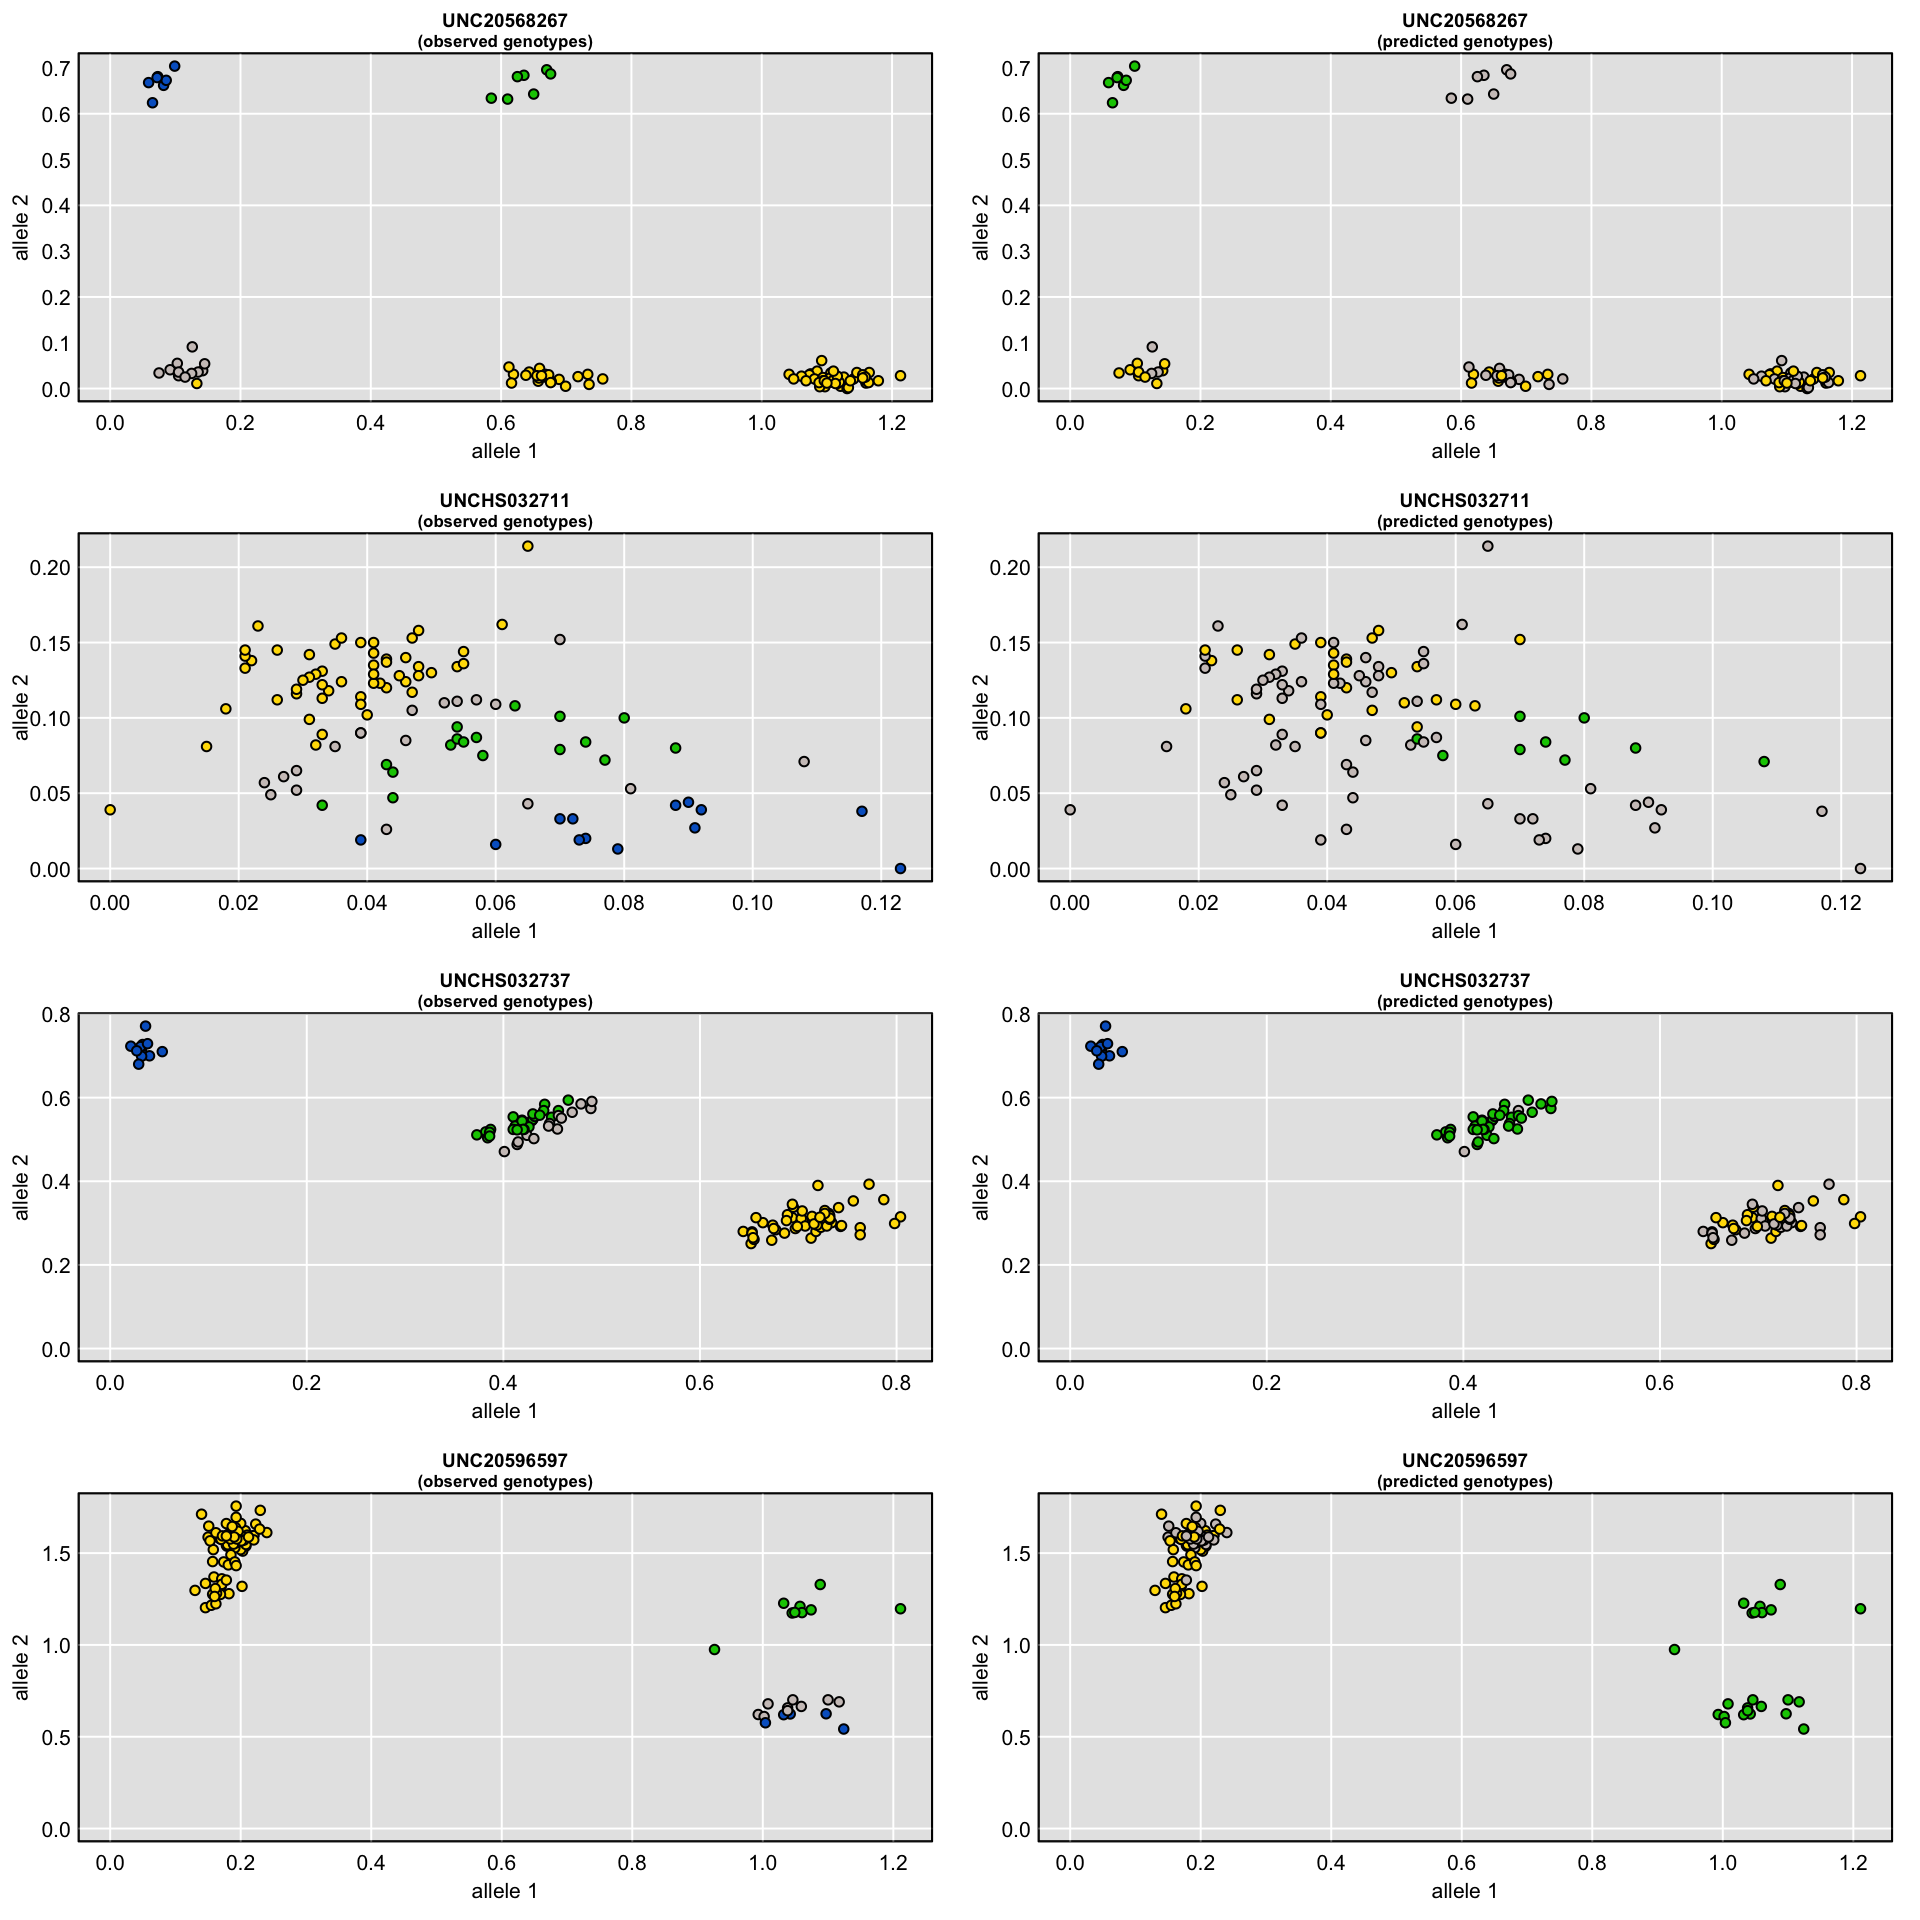 UNC20568267
(observed genotypes)
allele 2
0.7
0.6
0.5
0.4
0.3
0.2
0.1
0.0
0.0 0.2 0.4 0.6 0.8 1.0 1.2
allele 1
UNC20568267
(predicted genotypes)
allele 2
0.7
0.6
0.5
0.4
0.3
0.2
0.1
0.0
0.0 0.2 0.4 0.6 0.8 1.0 1.2
allele 1
UNCHS032711
(observed genotypes)
allele 2
0.20
0.15
0.10
0.05
0.00
0.00 0.02 0.04 0.06 0.08 0.10 0.12
allele 1
UNCHS032711
(predicted genotypes)
allele 2
0.20
0.15
0.10
0.05
0.00
0.00 0.02 0.04 0.06 0.08 0.10 0.12
allele 1
UNCHS032737
(observed genotypes)
allele 2
0.8
0.6
0.4
0.2
0.0
0.0 0.2 0.4 0.6 0.8
allele 1
UNCHS032737
(predicted genotypes)
allele 2
0.8
0.6
0.4
0.2
0.0
0.0 0.2 0.4 0.6 0.8
allele 1
UNC20596597
(observed genotypes)
allele 2
1.5
1.0
0.5
0.0
0.0 0.2 0.4 0.6 0.8 1.0 1.2
allele 1
UNC20596597
(predicted genotypes)
allele 2
1.5
1.0
0.5
0.0
0.0 0.2 0.4 0.6 0.8 1.0 1.2
allele 1